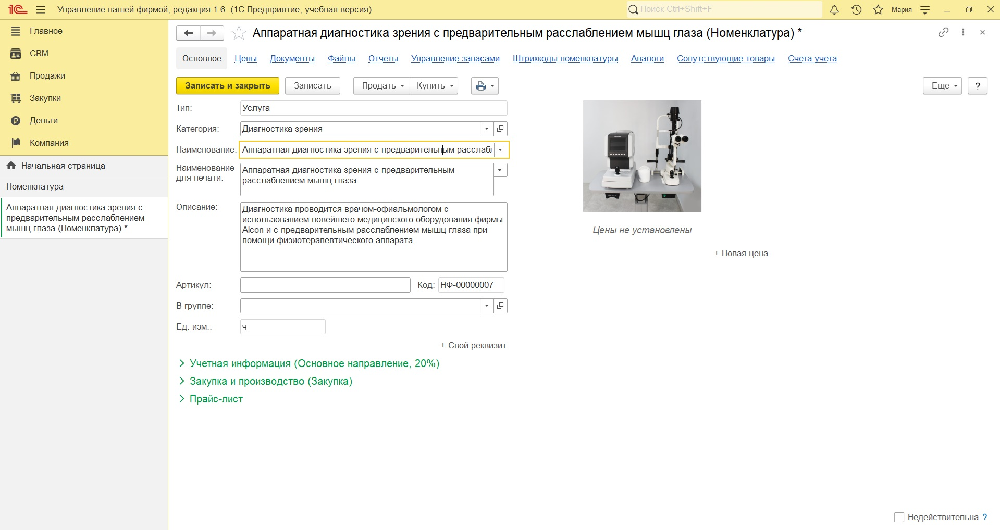 1С Управление нашей фирмой, редакция 1.6 (1С:Предприятие, учебная версия) Поиск Ctrl+Shift+F Мария
Главное
CRM
Продажи
Закупки
Деньги
Компания
Начальная страница
Номенклатура
Аппаратная диагностика зрения с
предварительным расслаблением
мышц глаза (Номенклатура) *
Аппаратная диагностика зрения с предварительным расслаблением мышц глаза (Номенклатура) *
Основное Цены Документы Файлы Отчеты Управление запасами Штрихкоды номенклатуры Аналоги Сопутствующие товары Счета учета
Записать и закрыть Записать Продать Купить Еще ?
Тип: Услуга
Категория: Диагностика зрения
Наименование: Аппаратная диагностика зрения с предварительным расслабл
Наименование
для печати:
Аппаратная диагностика зрения с предварительным
расслаблением мышц глаза
Описание:
Диагностика проводится врачом-офиальмологом с
использованием новейшего медицинского оборудования фирмы
Alcon и с предварительным расслаблением мышц глаза при
помощи физиотерапевтического аппарата.
Артикул: Код: НФ-00000007
В группе:
Ед. изм.: ч
+ Свой реквизит
Учетная информация (Основное направление, 20%)
Закупка и производство (Закупка)
Прайс-лист
Цены не установлены
+ Новая цена
Недействительна ?